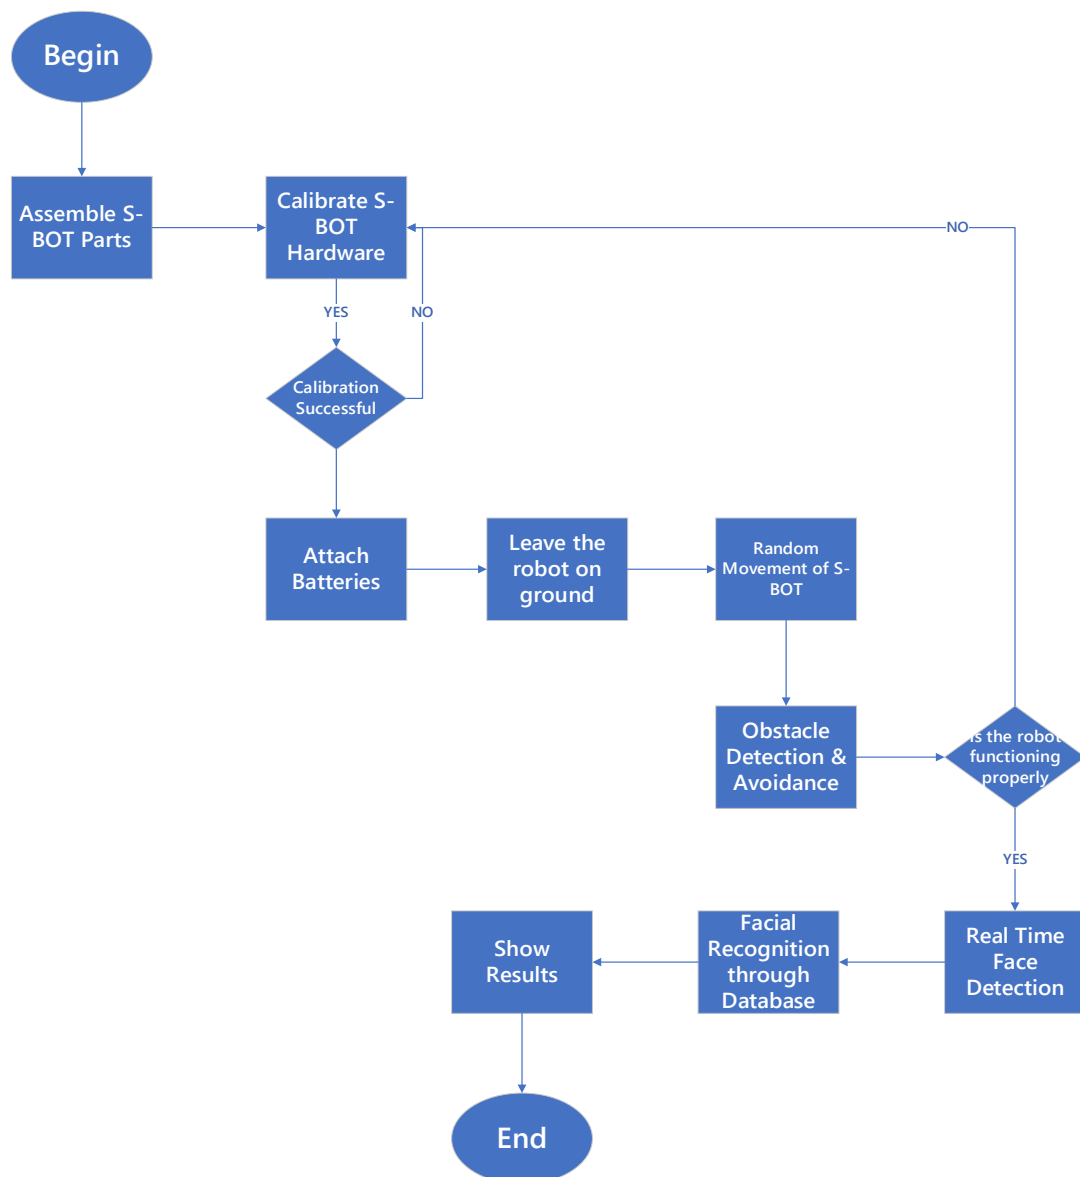 Begin
Assemble S-
BOT Parts
Calibrate S-
BOT
Hardware
NO
YES
NO
Calibration
Successful
Attach
Batteries
Leave the
robot on
ground
Random
Movement of S-
BOT
Obstacle
Detection &
Avoidance
Is the robot
functioning
properly
YES
Real Time
Face
Detection
Facial
Recognition
through
Database
Show
Results
End